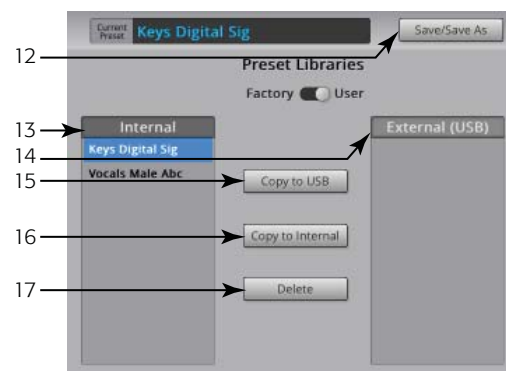 Current Preset Keys Digital Sig
Save/Save As
12
Preset Libraries
Factory User
13
Internal
External (USB)
14
Keys Digital Sig
Vocals Male Abc
15
Copy to USB
16
Copy to Internal
17
Delete